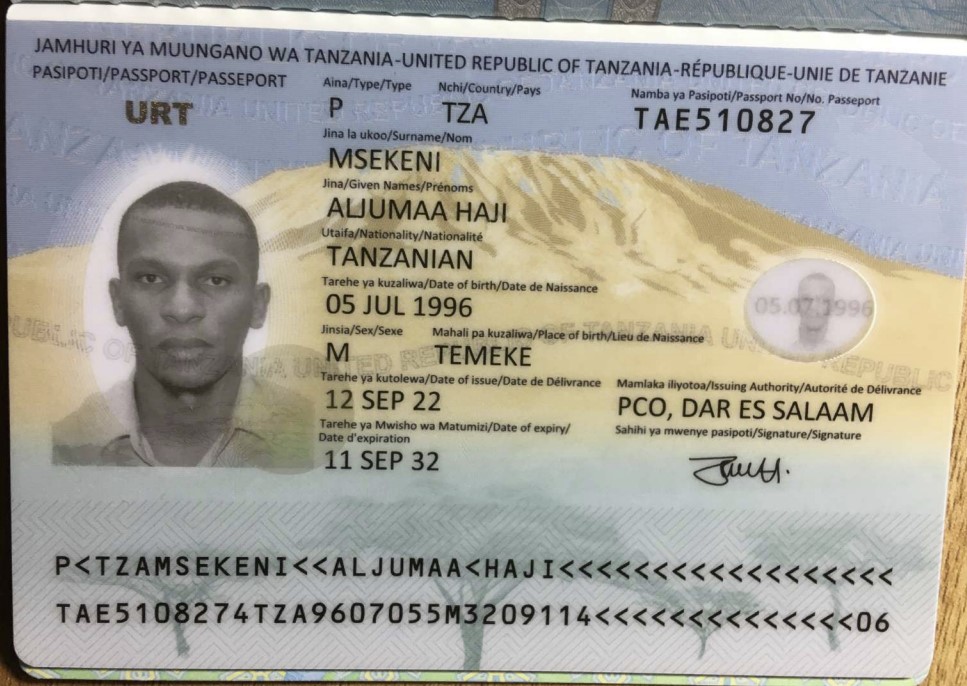 JAMHURI YA MUUNGANO WA TANZANIA-UNITED REPUBLIC OF TANZANIA-RÉPUBLIQUE-UNIE DE TANZANIE
PASIPOTI/PASSPORT/PASSEPORT
URT
Aina/Type/Type
P
Nchi/Country/Pays
TZA
Namba ya Pasipoti/Passport No/No. Passeport
TAE510827
Jina la ukoo/Surname/Nom
MSEKENI
Jina/Given Names/Prénoms
ALJUMAA HAJI
Utaifa/Nationality/Nationalité
TANZANIAN
Tarehe ya kuzaliwa/Date of birth/Date de Naissance
05 JUL 1996
05.07.1996
Jinsia/Sex/Sexe
M
Mahali pa kuzaliwa/Place of birth/Lieu de Naissance
TEMEKE
Tarehe ya kutolewa/Date of issue/Date de Délivrance
12 SEP 22
Mamlaka iliyotoa/Issuing Authority/Autorité de Délivrance
PCO, DAR ES SALAAM
Tarehe ya Mwisho wa Matumizi/Date of expiry/
Date d'expiration
11 SEP 32
Sahihi ya mwenye pasipoti/Signature/Signature
P<TZAMSEKENI<<ALJUMAA<HAJI<<<<<<<<<<<<<<<<<<
TAE5108274TZA9607055M3209114<<<<<<<<<<<<<<06